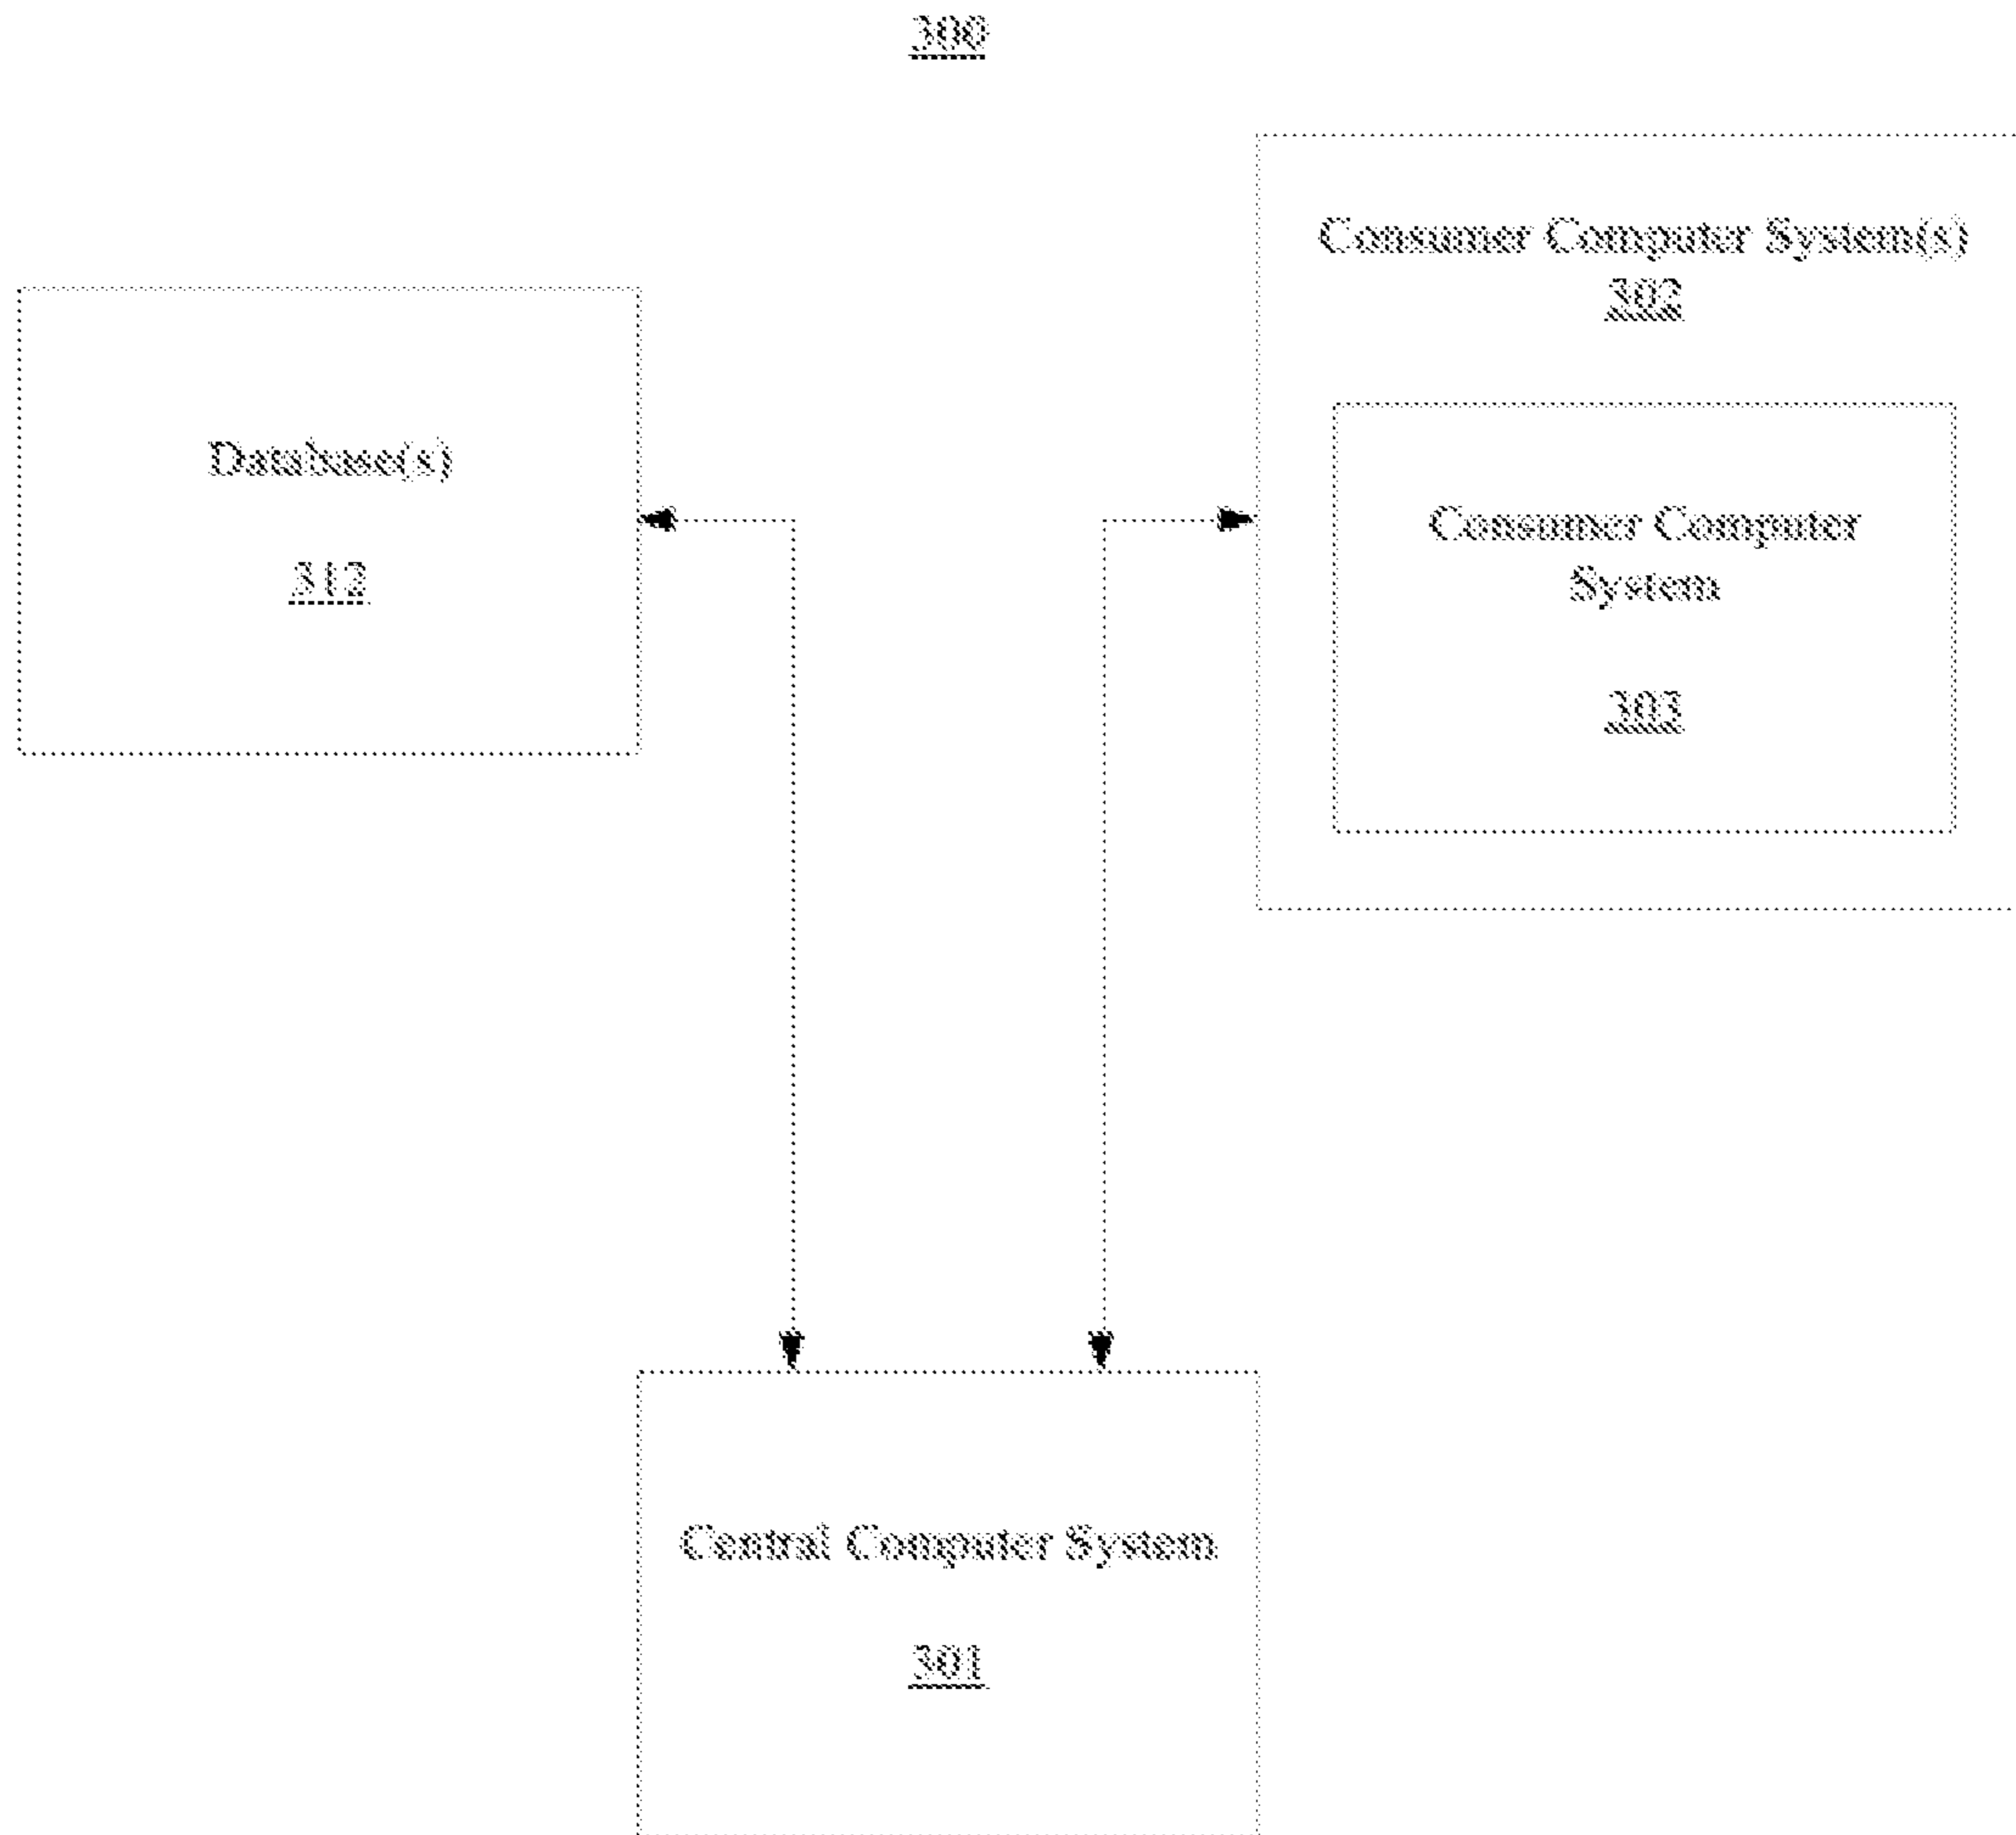 300
Consumer Computer System(s)
302
Database(s)
312
Consumer Computer
System
303
Central Computer System
301